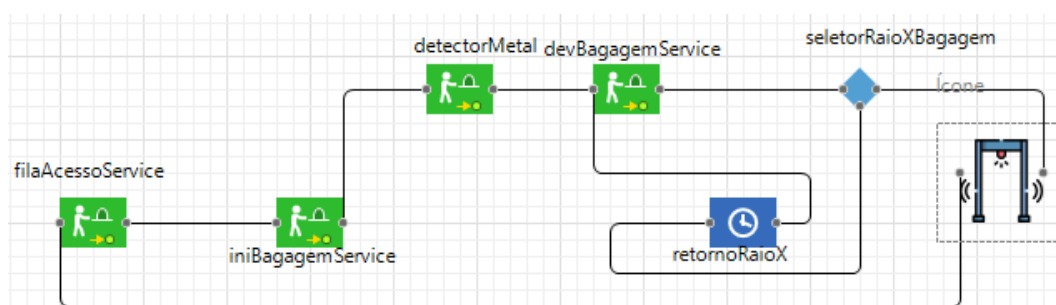 detectorMetal
devBagagemService
seletorRaioXBagagem
Ícone
filaAcessoService
iniBagagemService
retornoRaioX